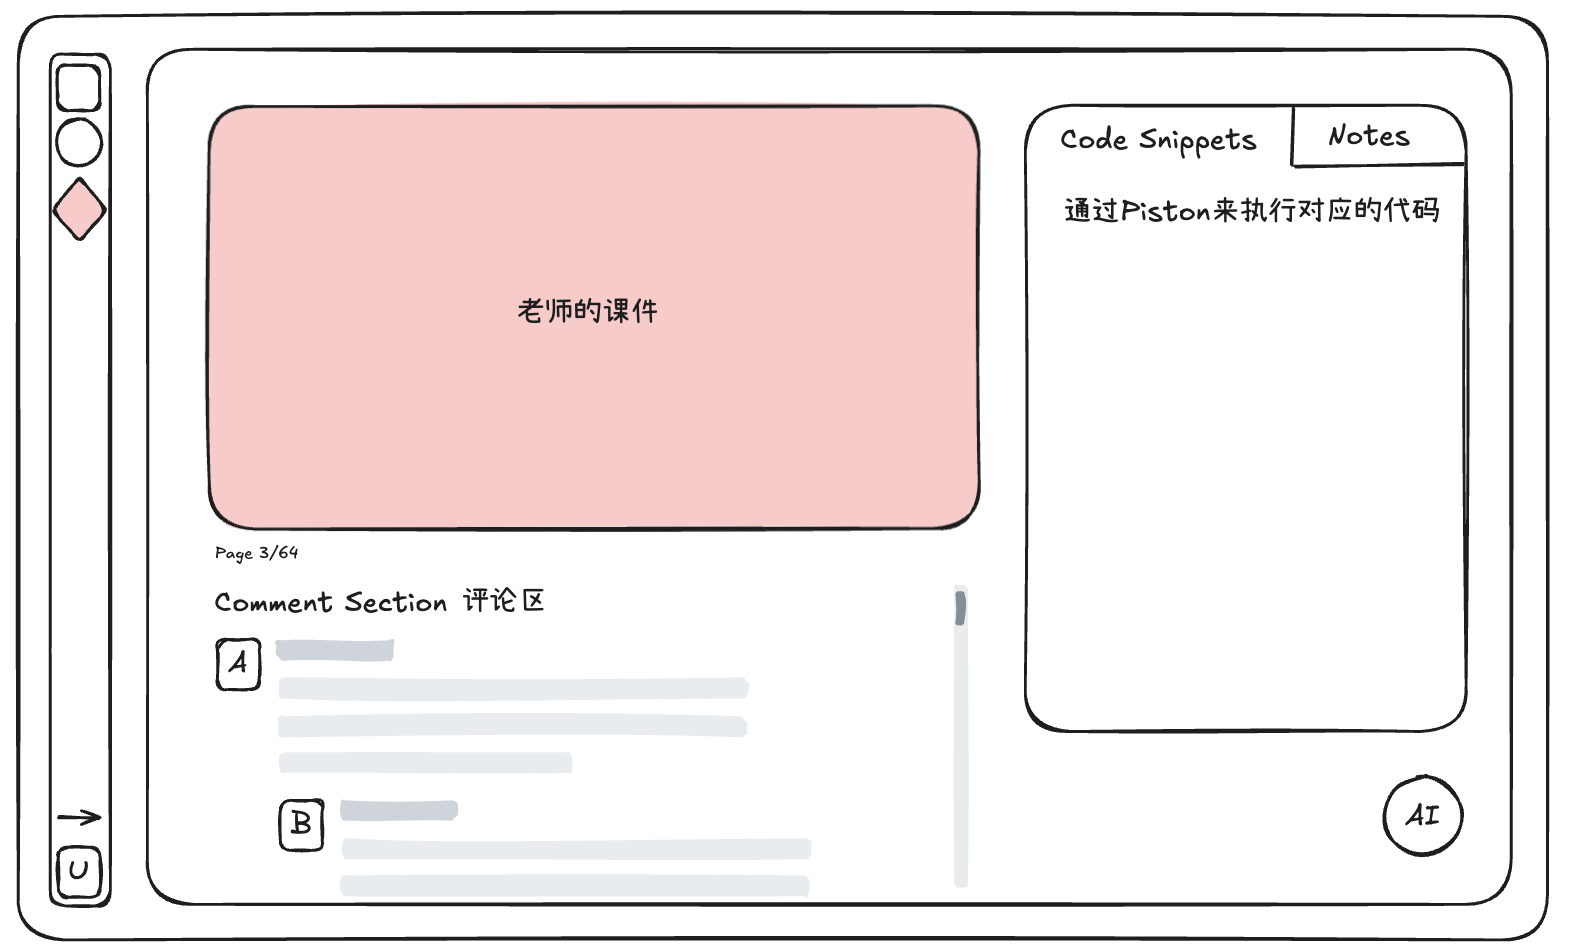 Code Snippets
Notes
通过Piston来执行对应的代码
老师的课件
Page 3/64
Comment Section 评论区
A
B
AI
U